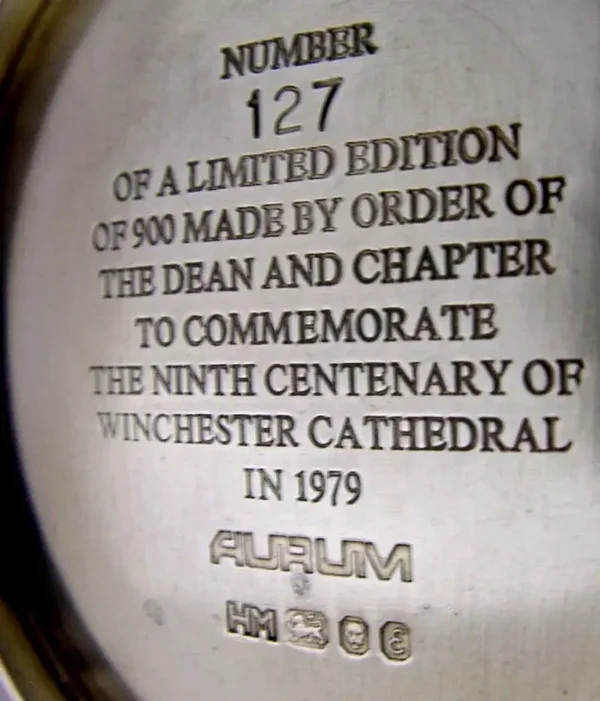 NUMBER
127
OF A LIMITED EDITION
OF 900 MADE BY ORDER OF
THE DEAN AND CHAPTER
TO COMMEMORATE
THE NINTH CENTENARY OF
WINCHESTER CATHEDRAL
IN 1979
AURUM
HM